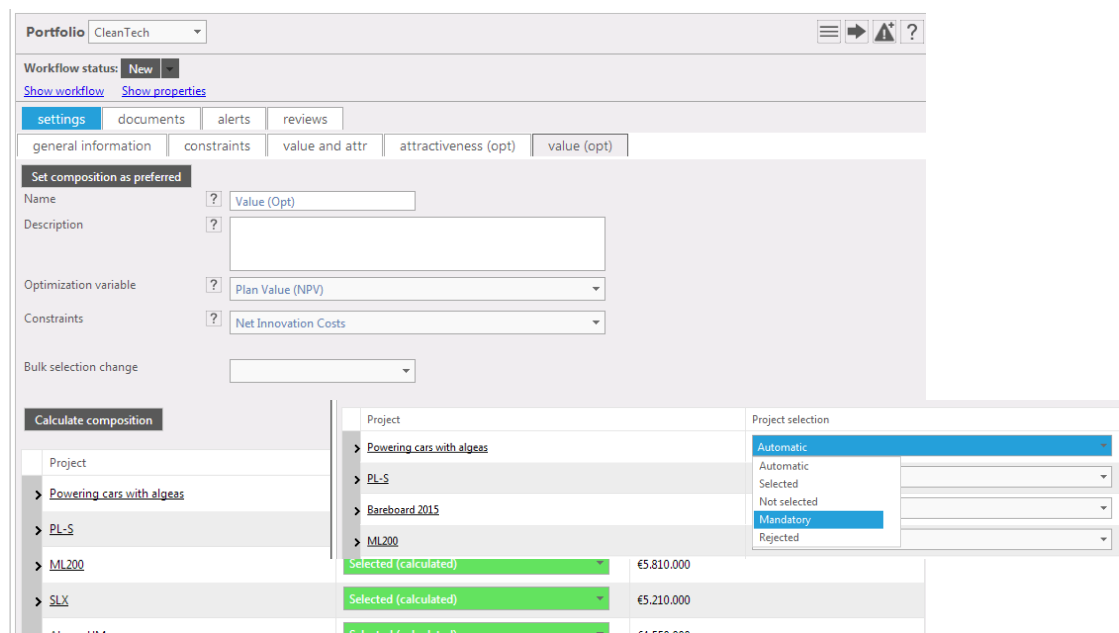 Portfolio CleanTech
?
Workflow status: New
Show workflow Show properties
settings documents alerts reviews
general information constraints value and attr attractiveness (opt) value (opt)
Set composition as preferred
Name ? Value (Opt)
Description ?
Optimization variable ? Plan Value (NPV)
Constraints ? Net Innovation Costs
Bulk selection change
Calculate composition
Project
Powering cars with algeas
PL-S
ML200 Selected (calculated) €5.810.000
SLX Selected (calculated) €5.210.000
Project Project selection
Powering cars with algeas Automatic
PL-S
Bareboard 2015
ML200
Automatic
Selected
Not selected
Mandatory
Rejected